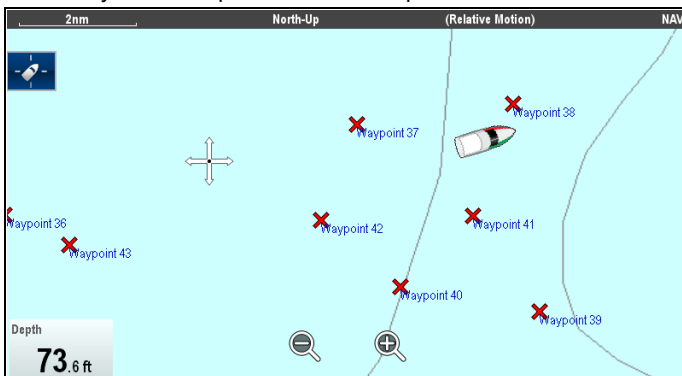 2nm North-Up (Relative Motion) NAV
Waypoint 38
Waypoint 37
Waypoint 36
Waypoint 42
Waypoint 41
Waypoint 43
Waypoint 40
Waypoint 39
Depth
73.6 ft